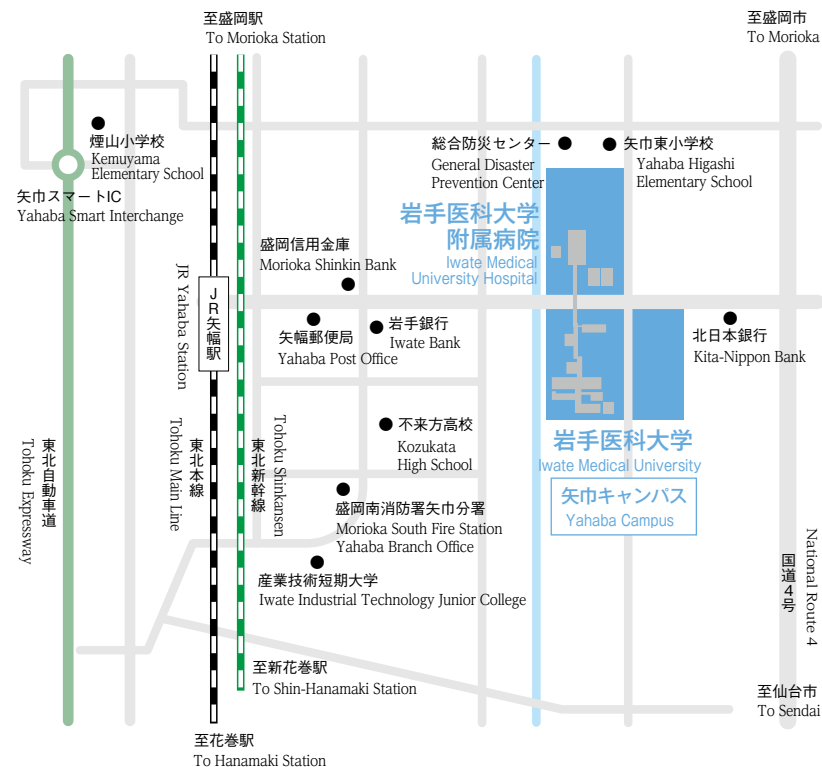 至盛岡駅
To Morioka Station
至盛岡市
To Morioka
煙山小学校
Kemuyama
Elementary School
矢巾スマートIC
Yahaba Smart Interchange
総合防災センター
General Disaster
Prevention Center
矢巾東小学校
Yahaba Higashi
Elementary School
岩手医科大学
附属病院
Iwate Medical
University Hospital
盛岡信用金庫
Morioka Shinkin Bank
JR矢幅駅
JR Yahaba Station
矢幅郵便局
Yahaba Post Office
岩手銀行
Iwate Bank
北日本銀行
Kita-Nippon Bank
不来方高校
Kozukata
High School
岩手医科大学
Iwate Medical University
矢巾キャンパス
Yahaba Campus
東北自動車道
Tohoku Expressway
東北本線
Tohoku Main Line
東北新幹線
Tohoku Shinkansen
盛岡南消防署矢巾分署
Morioka South Fire Station
Yahaba Branch Office
産業技術短期大学
Iwate Industrial Technology Junior College
国道4号
National Route 4
至新花巻駅
To Shin-Hanamaki Station
至仙台市
To Sendai
至花巻駅
To Hanamaki Station